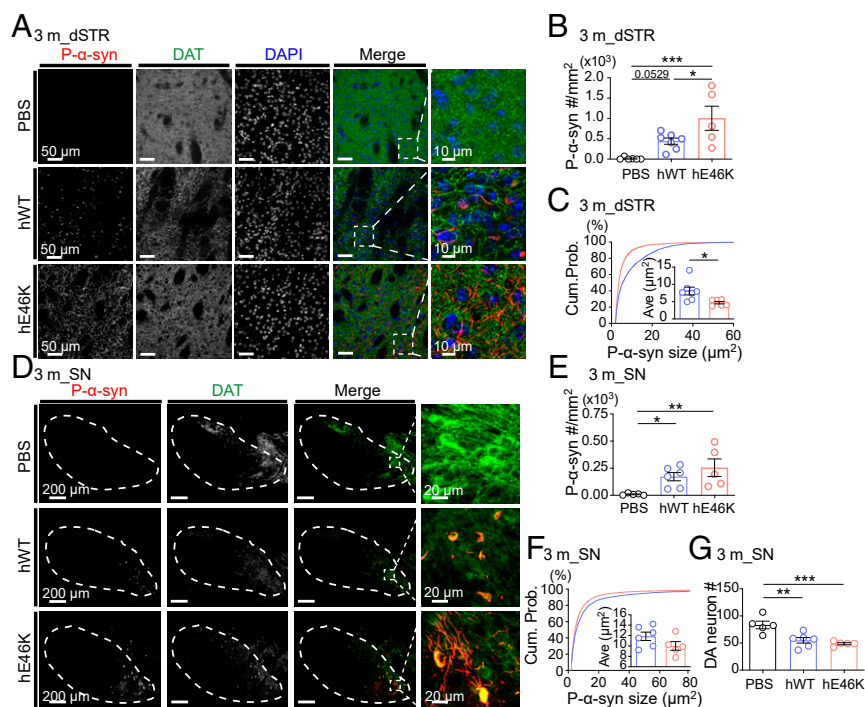 A 3 m_dSTR
P-α-syn DAT DAPI Merge
PBS
50 µm 10 µm
hWT
50 µm 10 µm
hE46K
50 µm 10 µm
B 3 m_dSTR
(x10³)
P-α-syn #/mm²
2.0
1.5
1.0
0.5
0.0
***
0.0529 *
PBS hWT hE46K
C 3 m_dSTR
(%)
Cum.Prob.
100
80
60
40
20
0
Ave (µm²)
15
10
5
0
*
0 20 40 60
P-α-syn size (µm²)
D 3 m_SN
P-α-syn DAT Merge
PBS
200 µm 20 µm
hWT
200 µm 20 µm
hE46K
200 µm 20 µm
E 3 m_SN
(x10³)
P-α-syn #/mm²
0.75
0.50
0.25
0.00
**
*
PBS hWT hE46K
F 3 m_SN
(%)
Cum. Prob.
100
80
60
40
20
0
Ave (µm²)
16
14
12
10
8
6
0 20 40 60 80
P-α-syn size (µm²)
G 3 m_SN
DA neuron #
150
100
50
0
***
**
PBS hWT hE46K